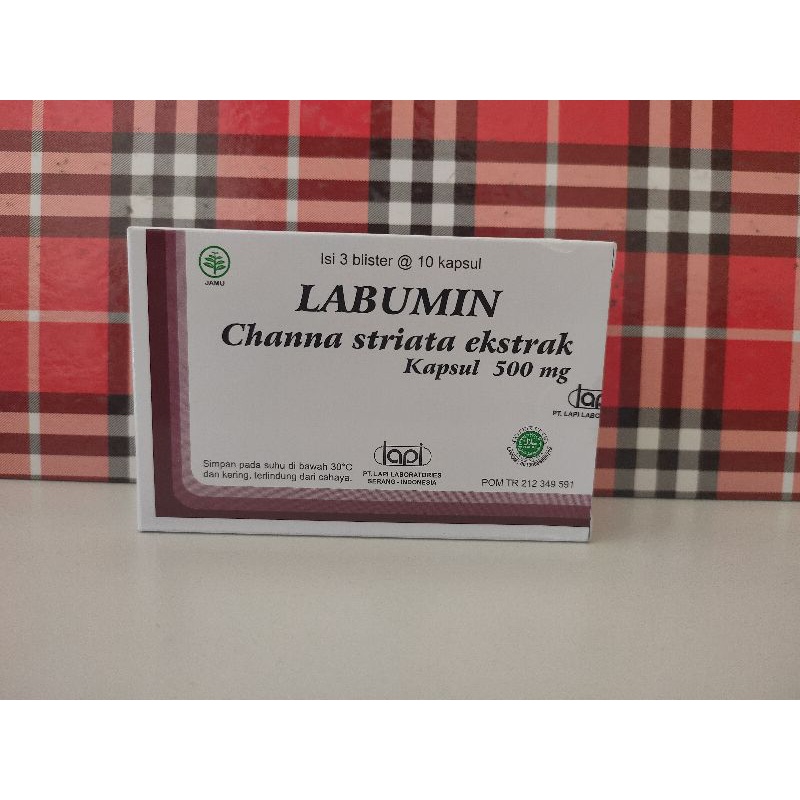 Isi 3 blister @ 10 kapsul
JAMU
LABUMIN
Channa striata ekstrak
Kapsul 500 mg
lapi
PT. LAPI LABO
Simpan pada suhu di bawah 30°C
dan kering, terlindung dari cahaya.
lapi
PT. LAPI LABORATORIES
SERANG - INDONESIA
POM TR 212 349 591